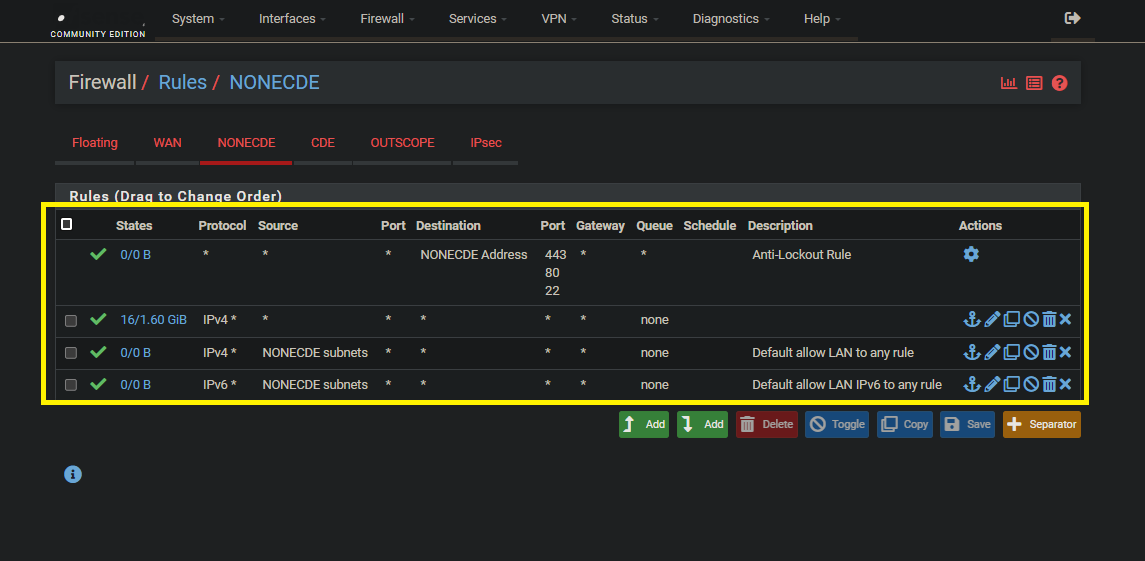 System Interfaces Firewall Services VPN Status Diagnostics Help
COMMUNITY EDITION
Firewall / Rules / NONECDE
Floating WAN NONECDE CDE OUTSCOPE IPsec
Rules (Drag to Change Order)
States Protocol Source Port Destination Port Gateway Queue Schedule Description Actions
0/0 B * * * NONECDE Address 443 * * Anti-Lockout Rule
80
22
16/1.60 GiB IPv4 * * * * * * none
0/0 B IPv4 * NONECDE subnets * * * * none Default allow LAN to any rule
0/0 B IPv6 * NONECDE subnets * * * * none Default allow LAN IPv6 to any rule
Add Add Delete Toggle Copy Save Separator